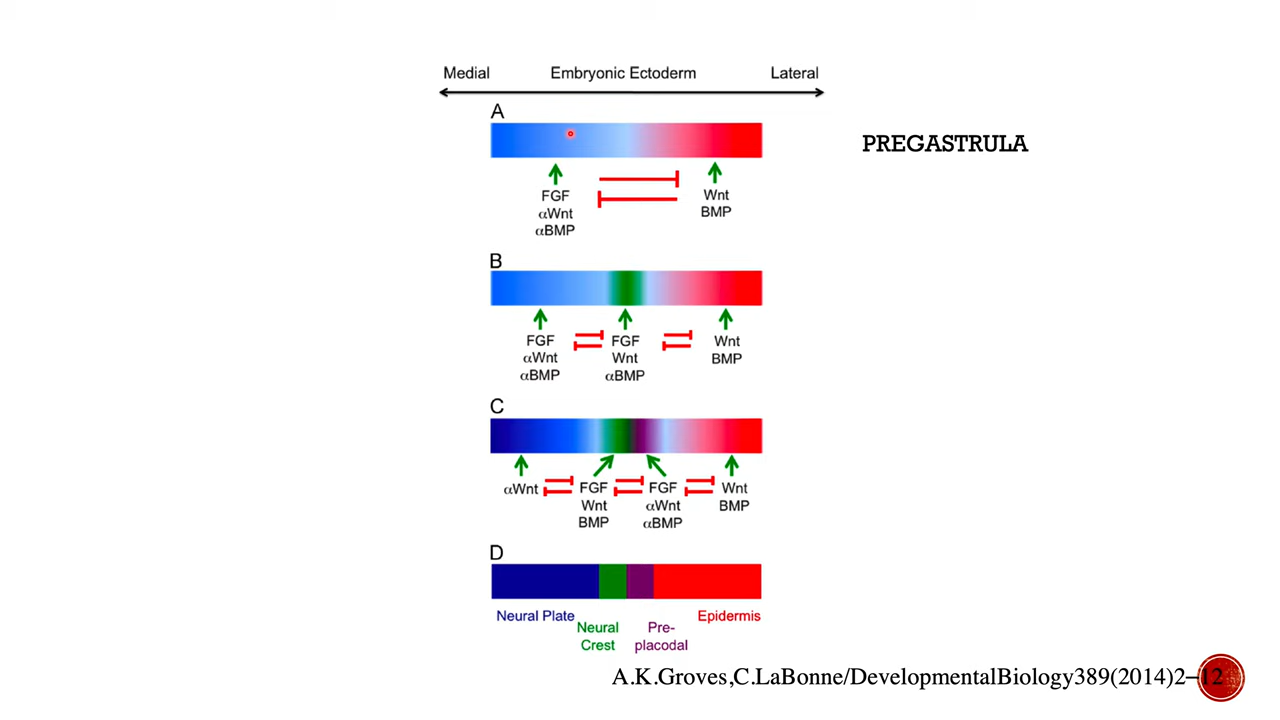 Medial Embryonic Ectoderm Lateral
A
PREGASTRULA
FGF
αWnt
αBMP
Wnt
BMP
B
FGF
αWnt
αBMP
FGF
Wnt
αBMP
Wnt
BMP
C
αWnt
FGF
Wnt
BMP
FGF
αWnt
αBMP
Wnt
BMP
D
Neural Plate
Neural
Crest
Pre-
placodal
Epidermis
A.K.Groves,C.LaBonne/DevelopmentalBiology389(2014)2–12